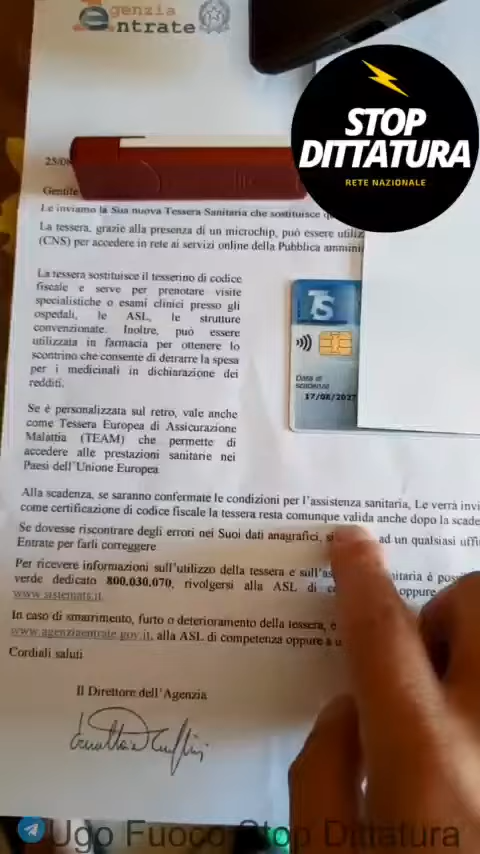 genzia
ntrate
STOP
DITTATURA
RETE NAZIONALE
Gentile
Le inviamo la Sua nuova Tessera Sanitaria che sostituisce
La tessera, grazie alla presenza di un microchip, può essere
(CNS) per accedere in rete ai servizi online della Pubblica
La tessera sostituisce il tesserino di codice
fiscale e serve per prenotare visite
specialistiche o esami clinici presso gli
ospedali, le ASL, le strutture
convenzionate. Inoltre, può essere
utilizzata in farmacia per ottenere lo
scontrino che consente di detrarre la spesa
per i medicinali in dichiarazione dei
redditi.
TS
Data di
scadenza
17/08/2027
Se è personalizzata sul retro, vale anche
come Tessera Europea di Assicurazione
Malattia (TEAM) che permette di
accedere alle prestazioni sanitarie nei
Paesi dell'Unione Europea
Alla scadenza, se saranno confermate le condizioni per l'assistenza sanitaria, Le verrà
come certificazione di codice fiscale la tessera resta comunque valida anche dopo la
Se dovesse riscontrare degli errori nei Suoi dati anagrafici, ad un qualsiasi
Entrate per farli correggere
Per ricevere informazioni sull'utilizzo della tessera e è
verde dedicato 800.030.070, rivolgersi alla ASL di oppure
www.sistemats.it.
In caso di smarrimento, furto o deterioramento della tessera,
www.agenziaentrate.gov.it, alla ASL di competenza oppure a
Cordiali saluti
Il Direttore dell'Agenzia
Ugo Fuoco Stop Dittatura